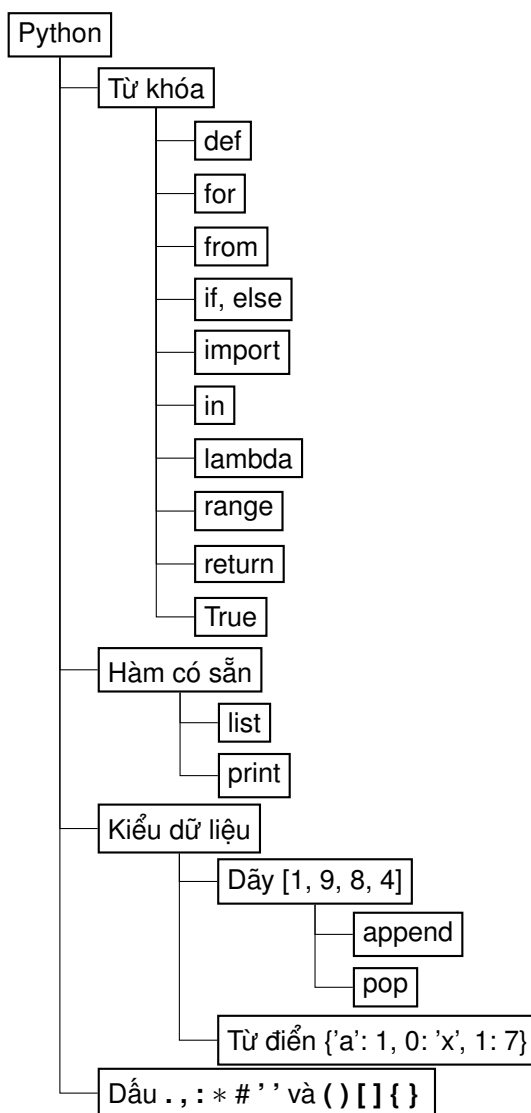 Python
Từ khóa
def
for
from
if, else
import
in
lambda
range
return
True
Hàm có sẵn
list
print
Kiểu dữ liệu
Dãy [1, 9, 8, 4]
append
pop
Từ điển {'a': 1, 0: 'x', 1: 7}
Dấu . , : * # ' ' và ( ) [ ] { }